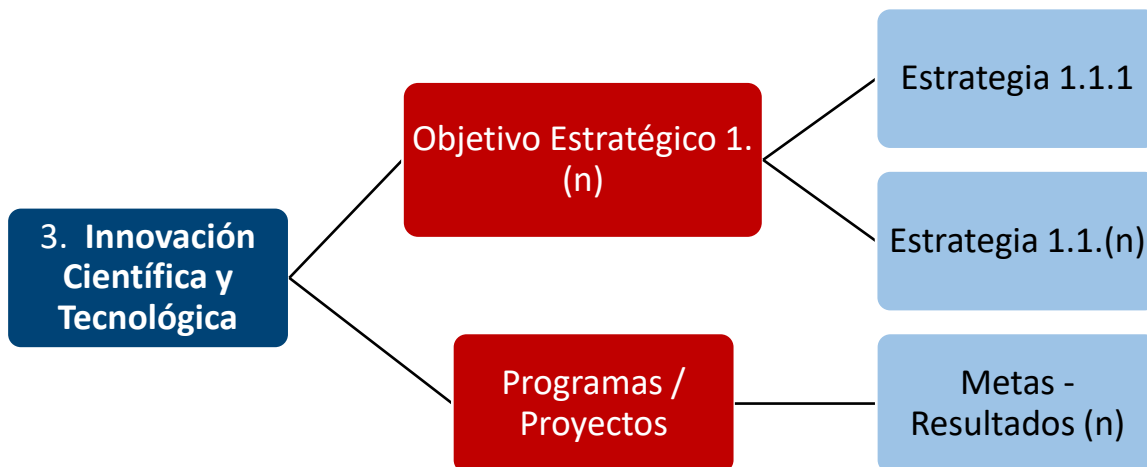 3. Innovación
Científica y
Tecnológica
Objetivo Estratégico 1.
(n)
Estrategia 1.1.1
Estrategia 1.1.(n)
Programas /
Proyectos
Metas -
Resultados (n)